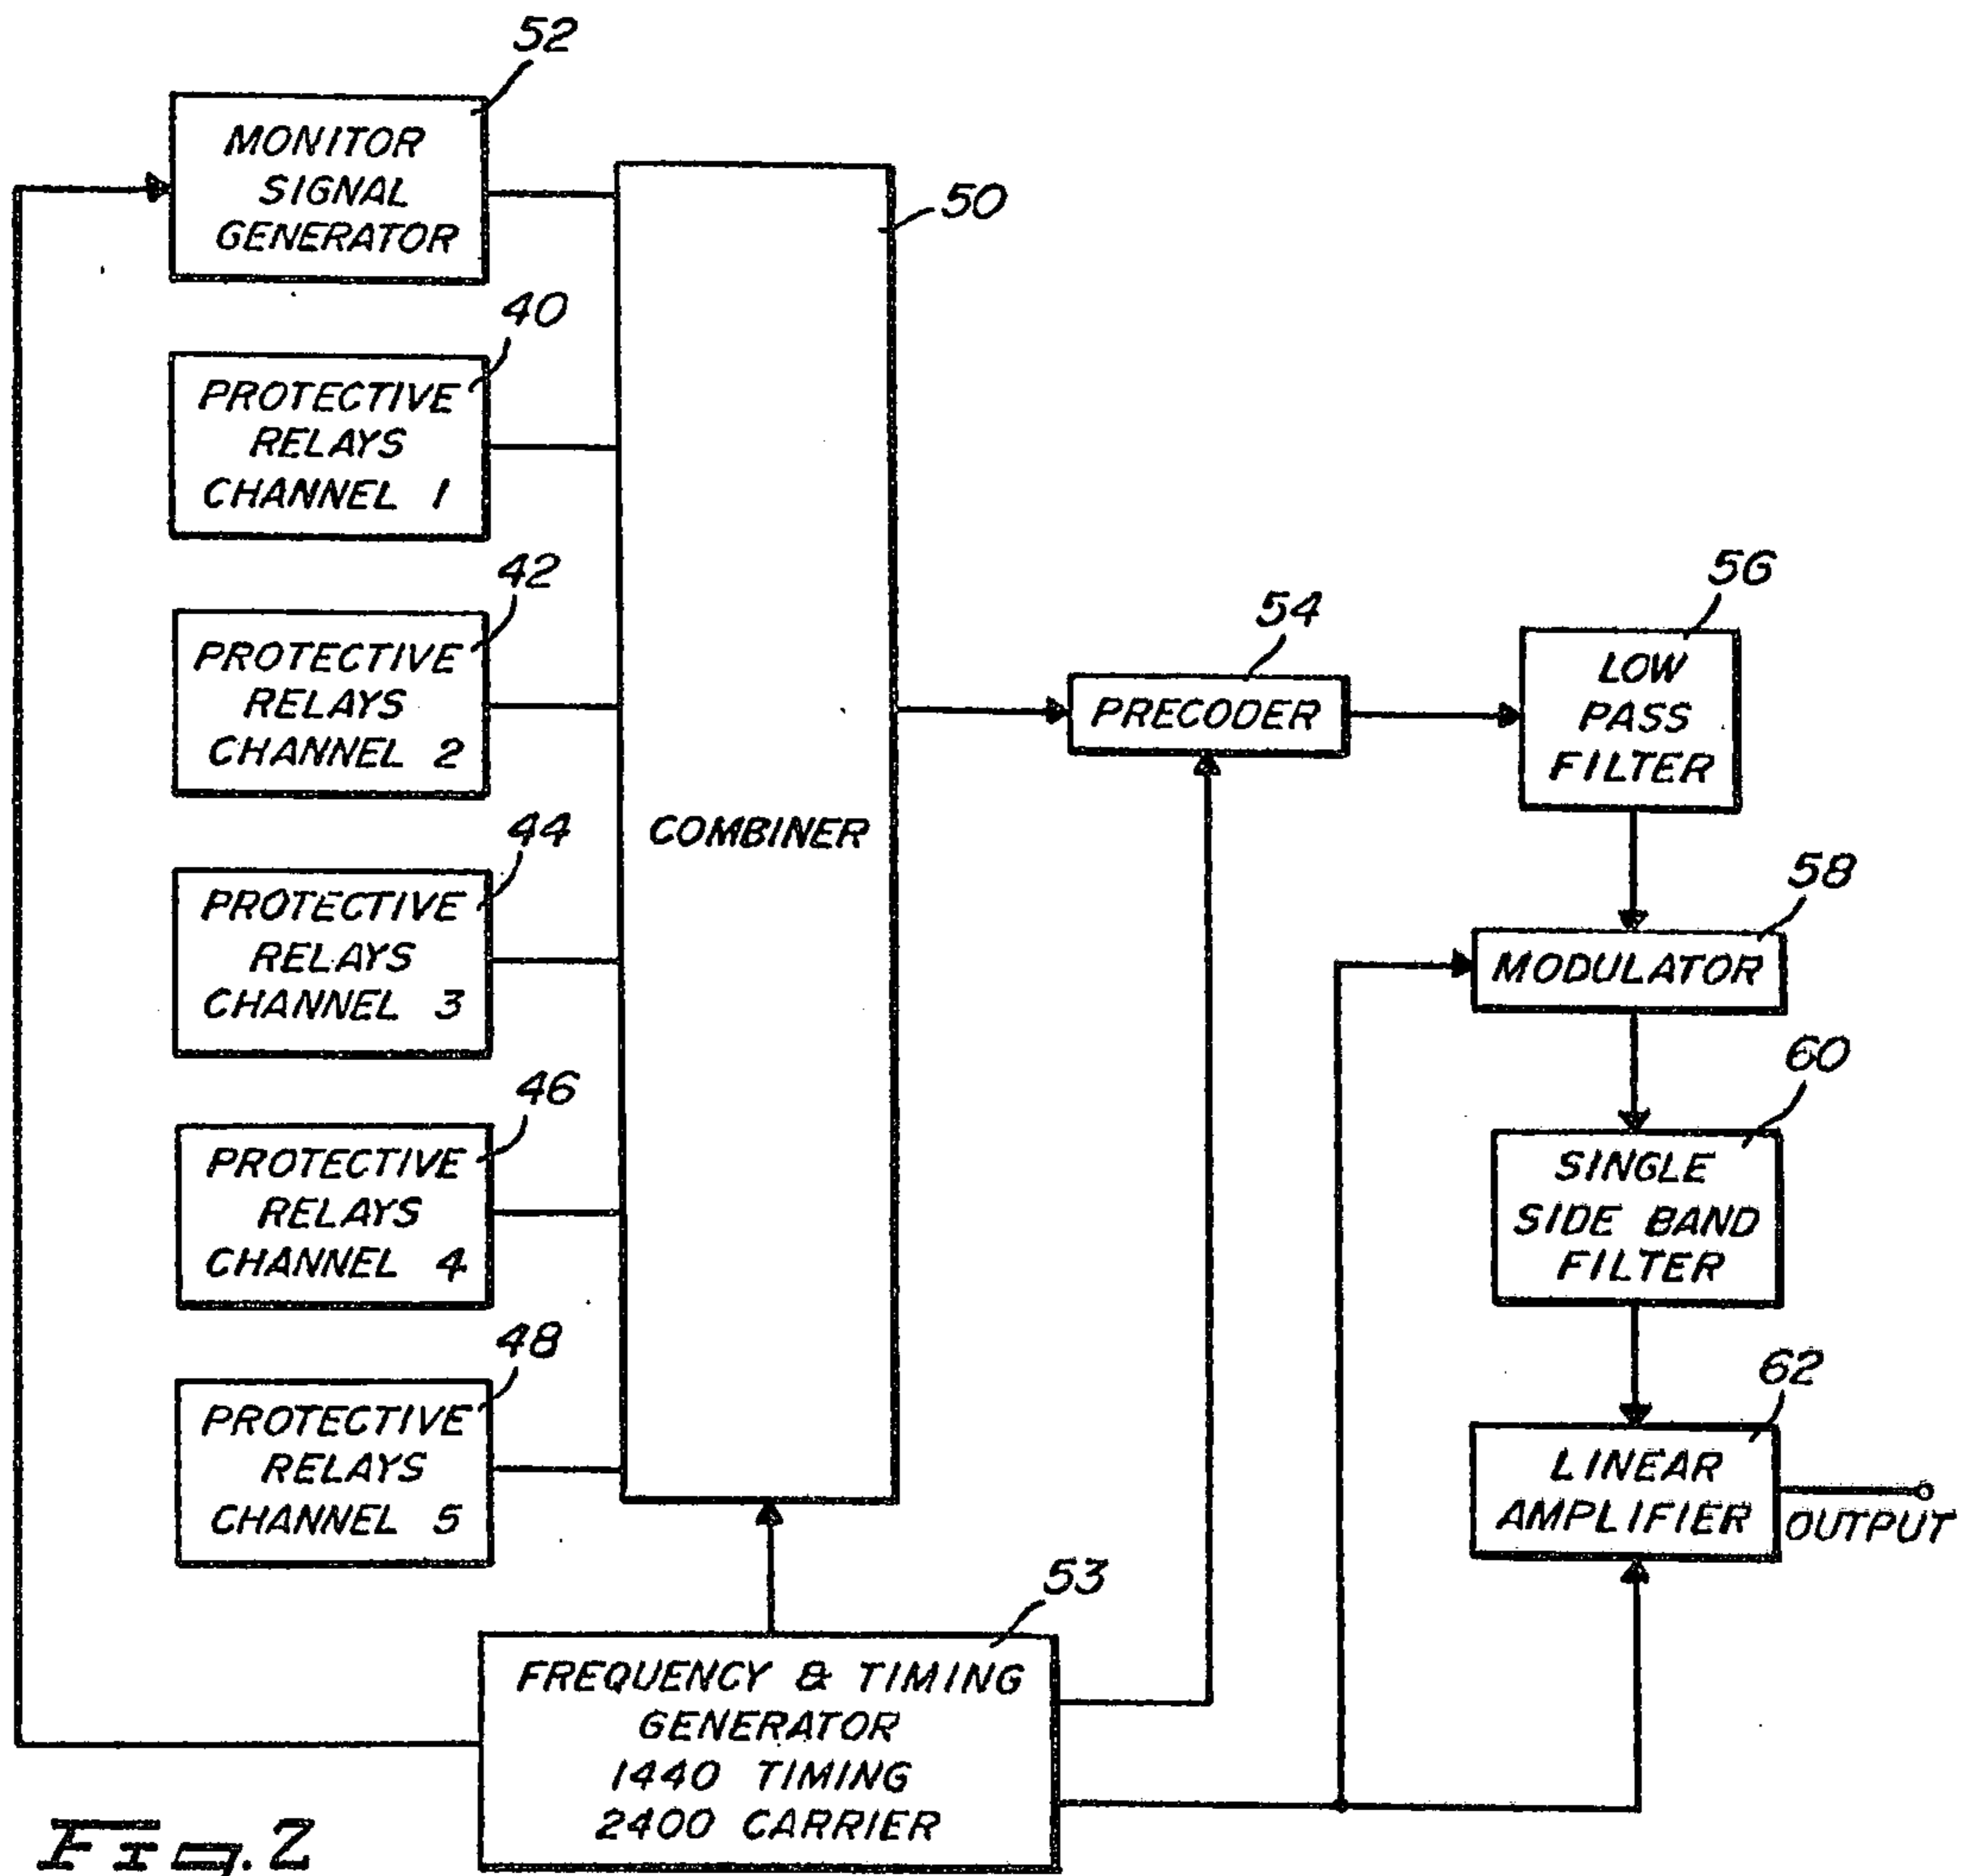 52
MONITOR
SIGNAL
GENERATOR
50
40
PROTECTIVE
RELAYS
CHANNEL 1
42
PROTECTIVE
RELAYS
CHANNEL 2
44
PROTECTIVE
RELAYS
CHANNEL 3
46
PROTECTIVE
RELAYS
CHANNEL 4
48
PROTECTIVE
RELAYS
CHANNEL 5
COMBINER
54
PRECODER
56
LOW
PASS
FILTER
58
MODULATOR
60
SINGLE
SIDE BAND
FILTER
62
LINEAR
AMPLIFIER
OUTPUT
53
FREQUENCY & TIMING
GENERATOR
1440 TIMING
2400 CARRIER
Fig. 2